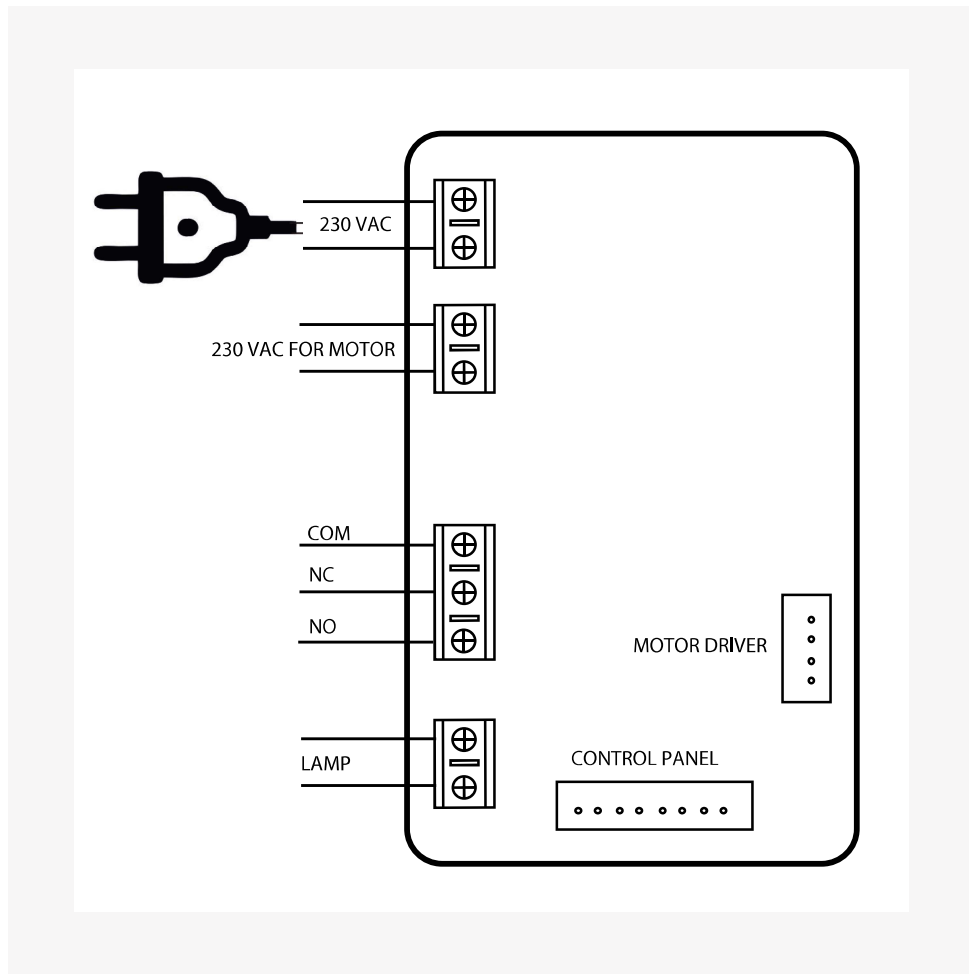 230 VAC
230 VAC FOR MOTOR
COM
NC
NO
MOTOR DRIVER
LAMP
CONTROL PANEL